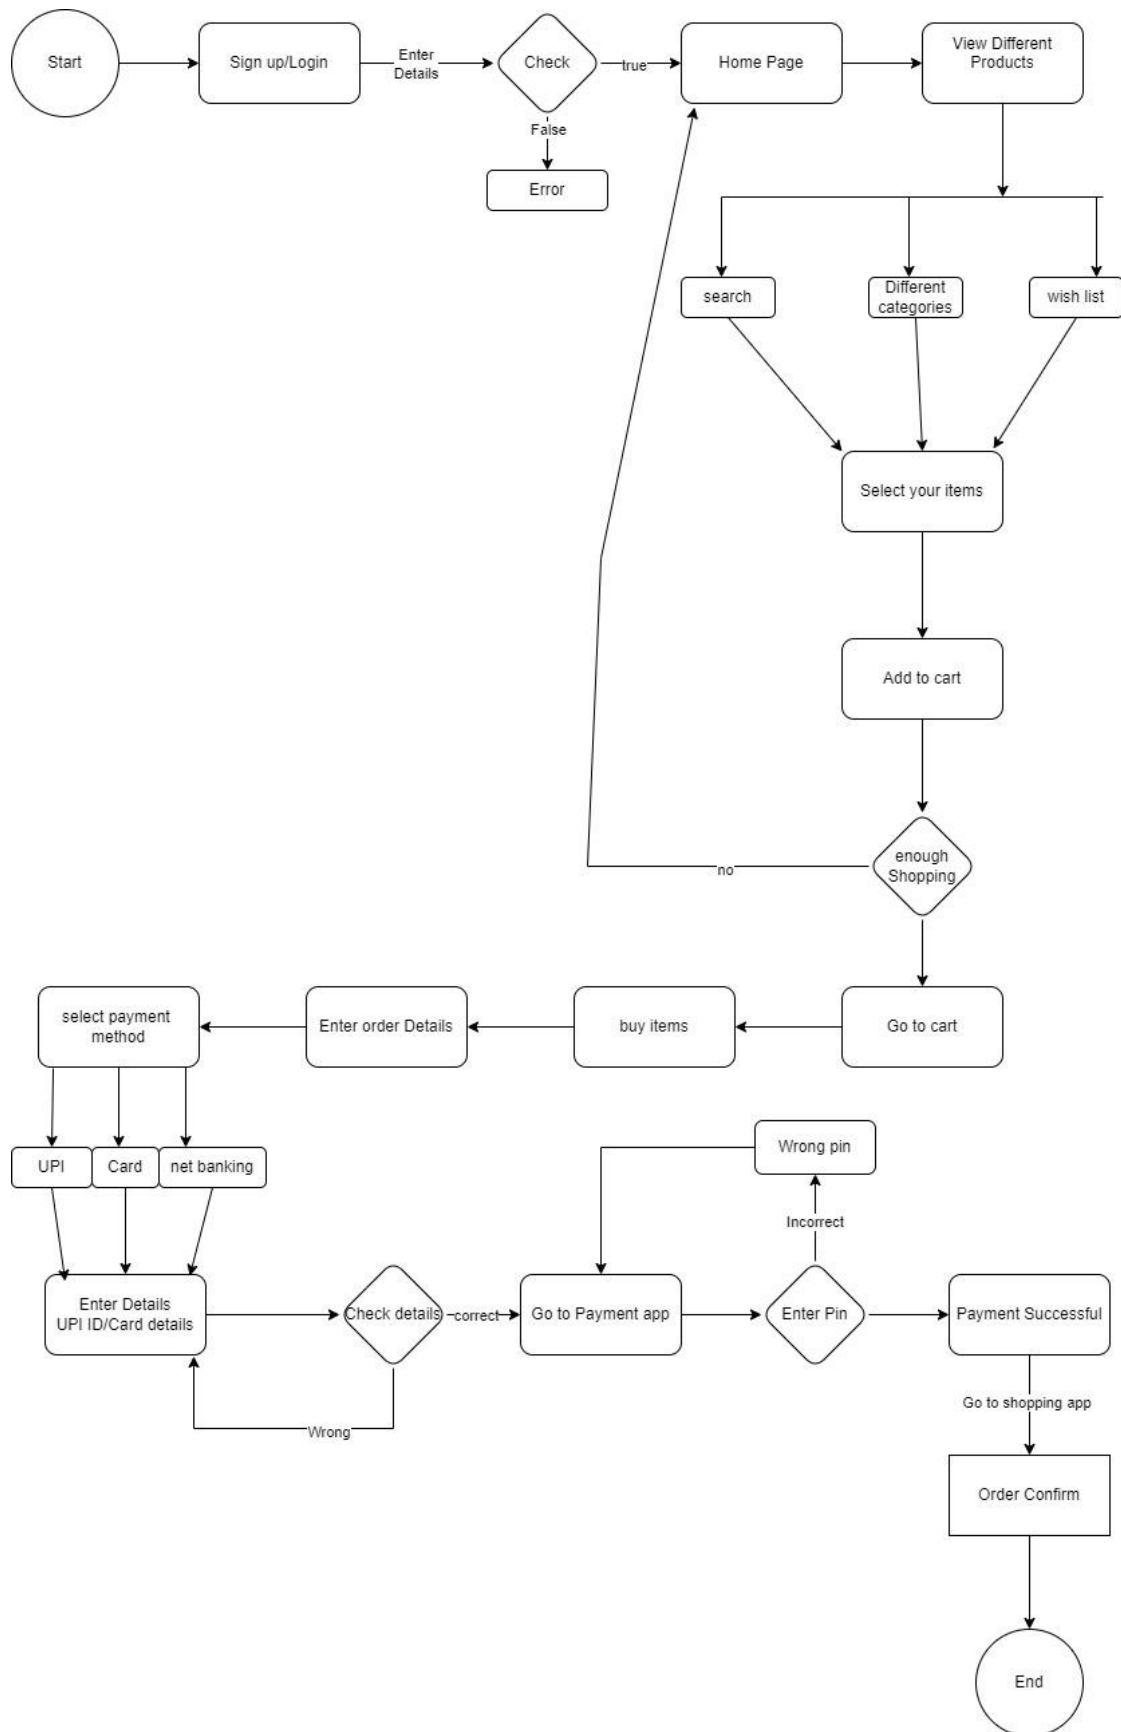 Start
Sign up/Login
Enter
Details
Check
true
Home Page
View Different
Products
False
Error
search
Different
categories
wish list
Select your items
Add to cart
enough
Shopping
no
Go to cart
buy items
Enter order Details
select payment
method
UPI
Card
net banking
Enter Details
UPI ID/Card details
Check details
correct
Wrong
Go to Payment app
Wrong pin
Incorrect
Enter Pin
Payment Successful
Go to shopping app
Order Confirm
End